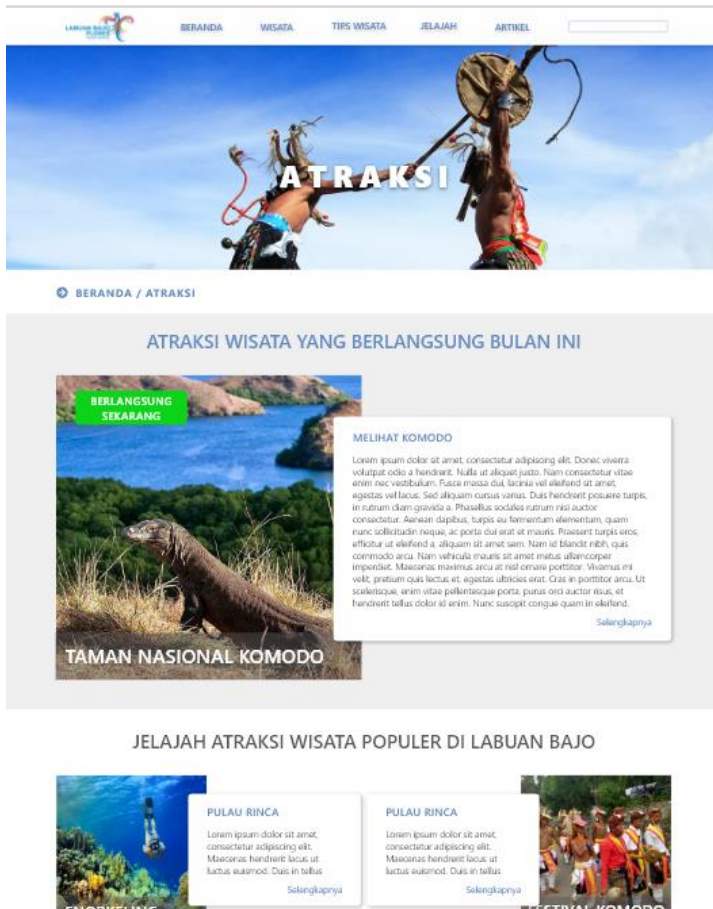 LABUAN BAJO
FLORES
BERANDA
WISATA
TIPS WISATA
JELAJAH
ARTIKEL
ATRAKSI
BERANDA / ATRAKSI
ATRAKSI WISATA YANG BERLANGSUNG BULAN INI
BERLANGSUNG
SEKARANG
TAMAN NASIONAL KOMODO
MELIHAT KOMODO
Lorem ipsum dolor sit amet, consectetur adipiscing elit. Donec viverra
volutpat odio a hendrerit. Nulla ut aliquet justo. Nam consectetur vitae
enim nec vestibulum. Fusce massa dui, lacinia vel eleifend sit amet,
egestas vel lacus. Sed aliquam cursus varius. Duis hendrerit posuere turpis,
in rutrum diam gravida a. Phasellus sodales rutrum nisi auctor
consectetur. Aenean dapibus, turpis eu fermentum elementum, quam
nunc sollicitudin neque, ac porta dui erat et mauris. Praesent turpis eros,
efficitur ut eleifend a, aliquam sit amet sem. Nam id blandit nibh, quis
commodo arcu. Nam vehicula mauris sit amet metus ullamcorper
imperdiet. Maecenas maximus arcu at nisl ornare porttitor. Vivamus mi
velit, pretium quis lectus et, egestas ultricies erat. Cras in porttitor arcu. Ut
scelerisque, enim vitae pellentesque porta, purus orci auctor risus, et
hendrerit tellus dolor id enim. Nunc suscipit congue quam in eleifend.
Selengkapnya
JELAJAH ATRAKSI WISATA POPULER DI LABUAN BAJO
SNORKELING
PULAU RINCA
Lorem ipsum dolor sit amet,
consectetur adipiscing elit.
Maecenas hendrerit lacus ut
luctus euismod. Duis in tellus
Selengkapnya
PULAU RINCA
Lorem ipsum dolor sit amet,
consectetur adipiscing elit.
Maecenas hendrerit lacus ut
luctus euismod. Duis in tellus
Selengkapnya
FESTIVAL KOMODO